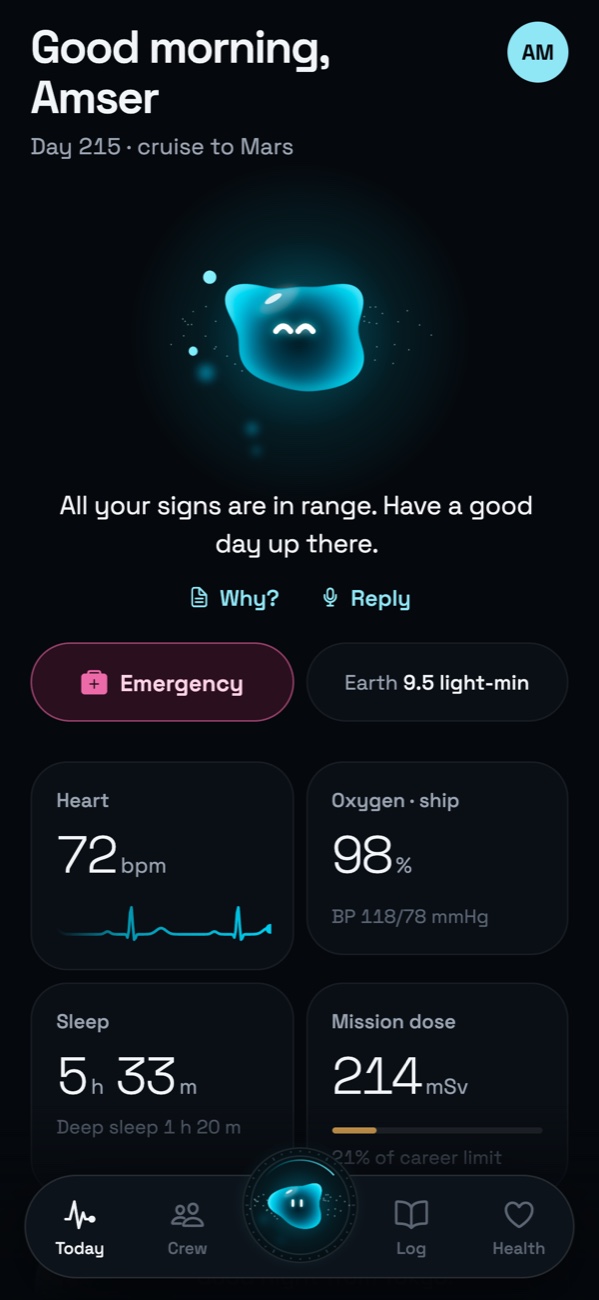 Good morning,
Amser
AM
Day 215 · cruise to Mars
All your signs are in range. Have a good
day up there.
Why?
Reply
Emergency
Earth 9.5 light-min
Heart
72 bpm
Oxygen · ship
98%
BP 118/78 mmHg
Sleep
5 h 33 m
Deep sleep 1 h 20 m
Mission dose
214 mSv
21% of career limit
Today
Crew
Log
Health